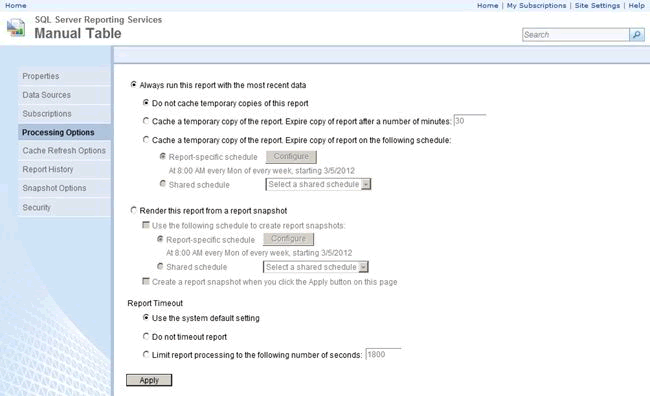 Home
Home | My Subscriptions | Site Settings | Help
SQL Server Reporting Services
Manual Table
Search
Properties
Data Sources
Subscriptions
Processing Options
Cache Refresh Options
Report History
Snapshot Options
Security
Always run this report with the most recent data
Do not cache temporary copies of this report
Cache a temporary copy of the report. Expire copy of report after a number of minutes: 30
Cache a temporary copy of the report. Expire copy of report on the following schedule:
Report-specific schedule Configure
At 8:00 AM every Mon of every week, starting 3/5/2012
Shared schedule Select a shared schedule
Render this report from a report snapshot
Use the following schedule to create report snapshots:
Report-specific schedule Configure
At 8:00 AM every Mon of every week, starting 3/5/2012
Shared schedule Select a shared schedule
Create a report snapshot when you click the Apply button on this page
Report Timeout
Use the system default setting
Do not timeout report
Limit report processing to the following number of seconds: 1800
Apply